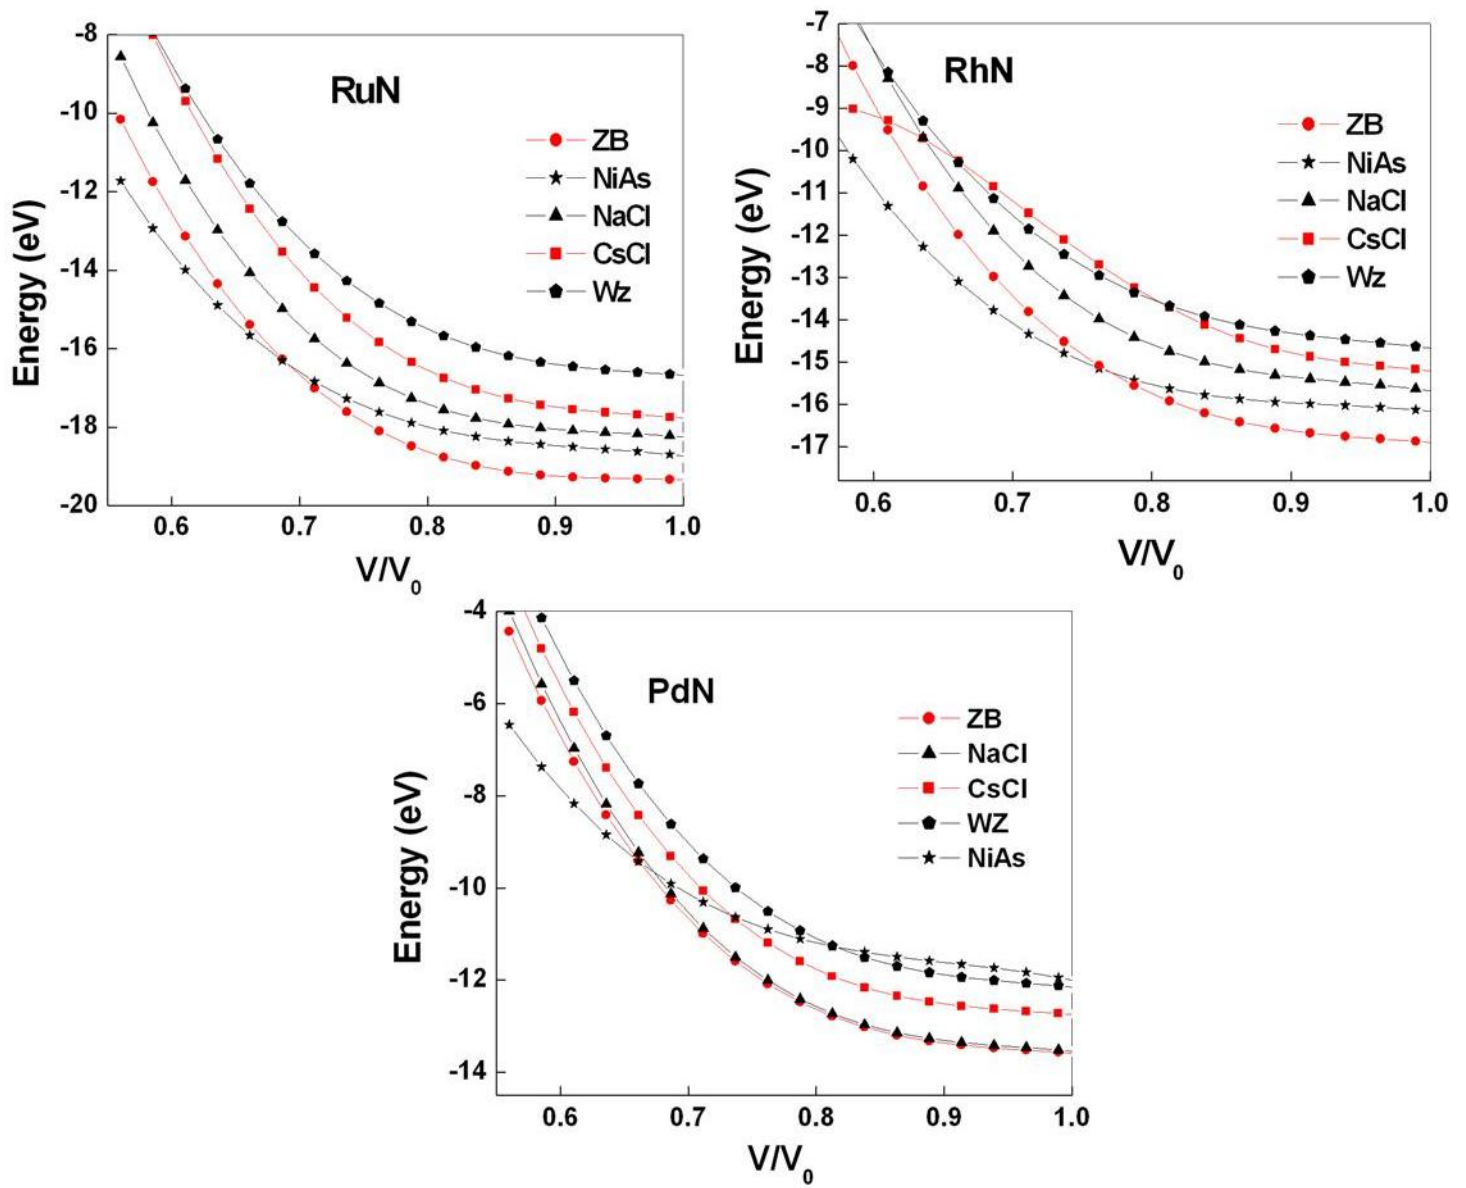 RuN
Energy (eV)
-8
-10
-12
-14
-16
-18
-20
0.6 0.7 0.8 0.9 1.0
V/V0
ZB
NiAs
NaCl
CsCl
Wz
RhN
Energy (eV)
-7
-8
-9
-10
-11
-12
-13
-14
-15
-16
-17
0.6 0.7 0.8 0.9 1.0
V/V0
ZB
NiAs
NaCl
CsCl
Wz
PdN
Energy (eV)
-4
-6
-8
-10
-12
-14
0.6 0.7 0.8 0.9 1.0
V/V0
ZB
NaCl
CsCl
WZ
NiAs